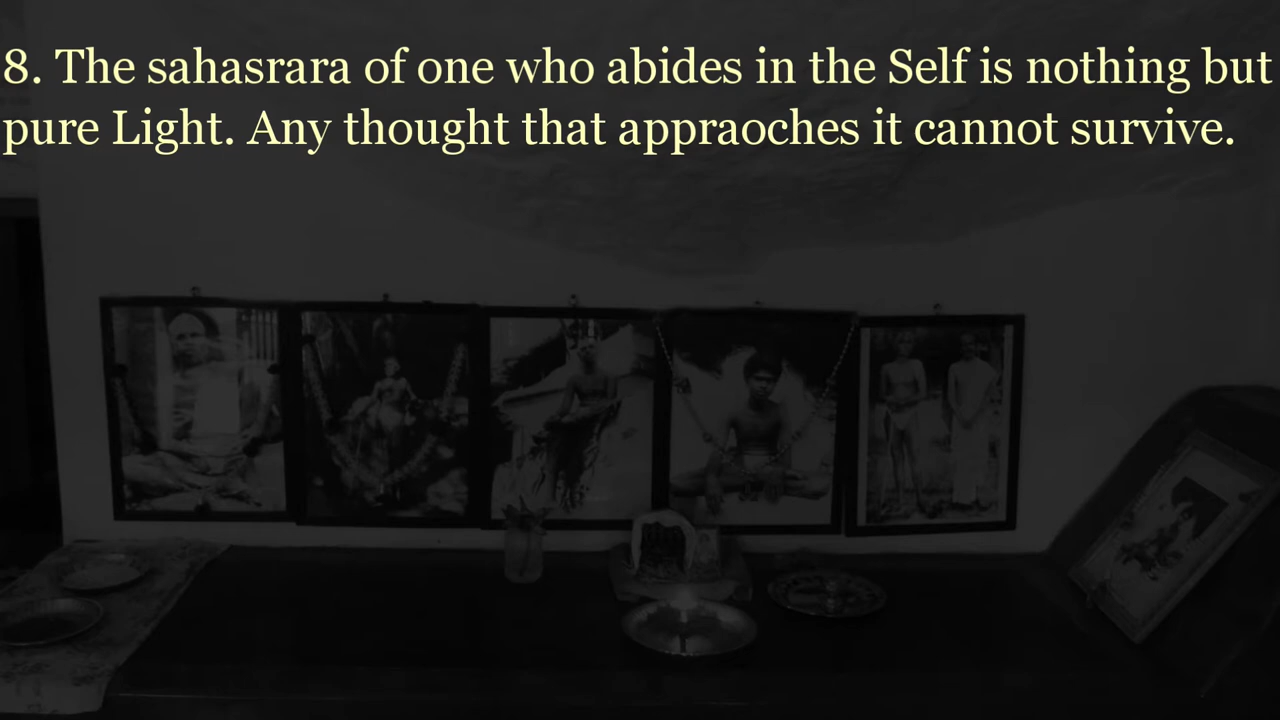 8. The sahasrara of one who abides in the Self is nothing but
pure Light. Any thought that appraoches it cannot survive.